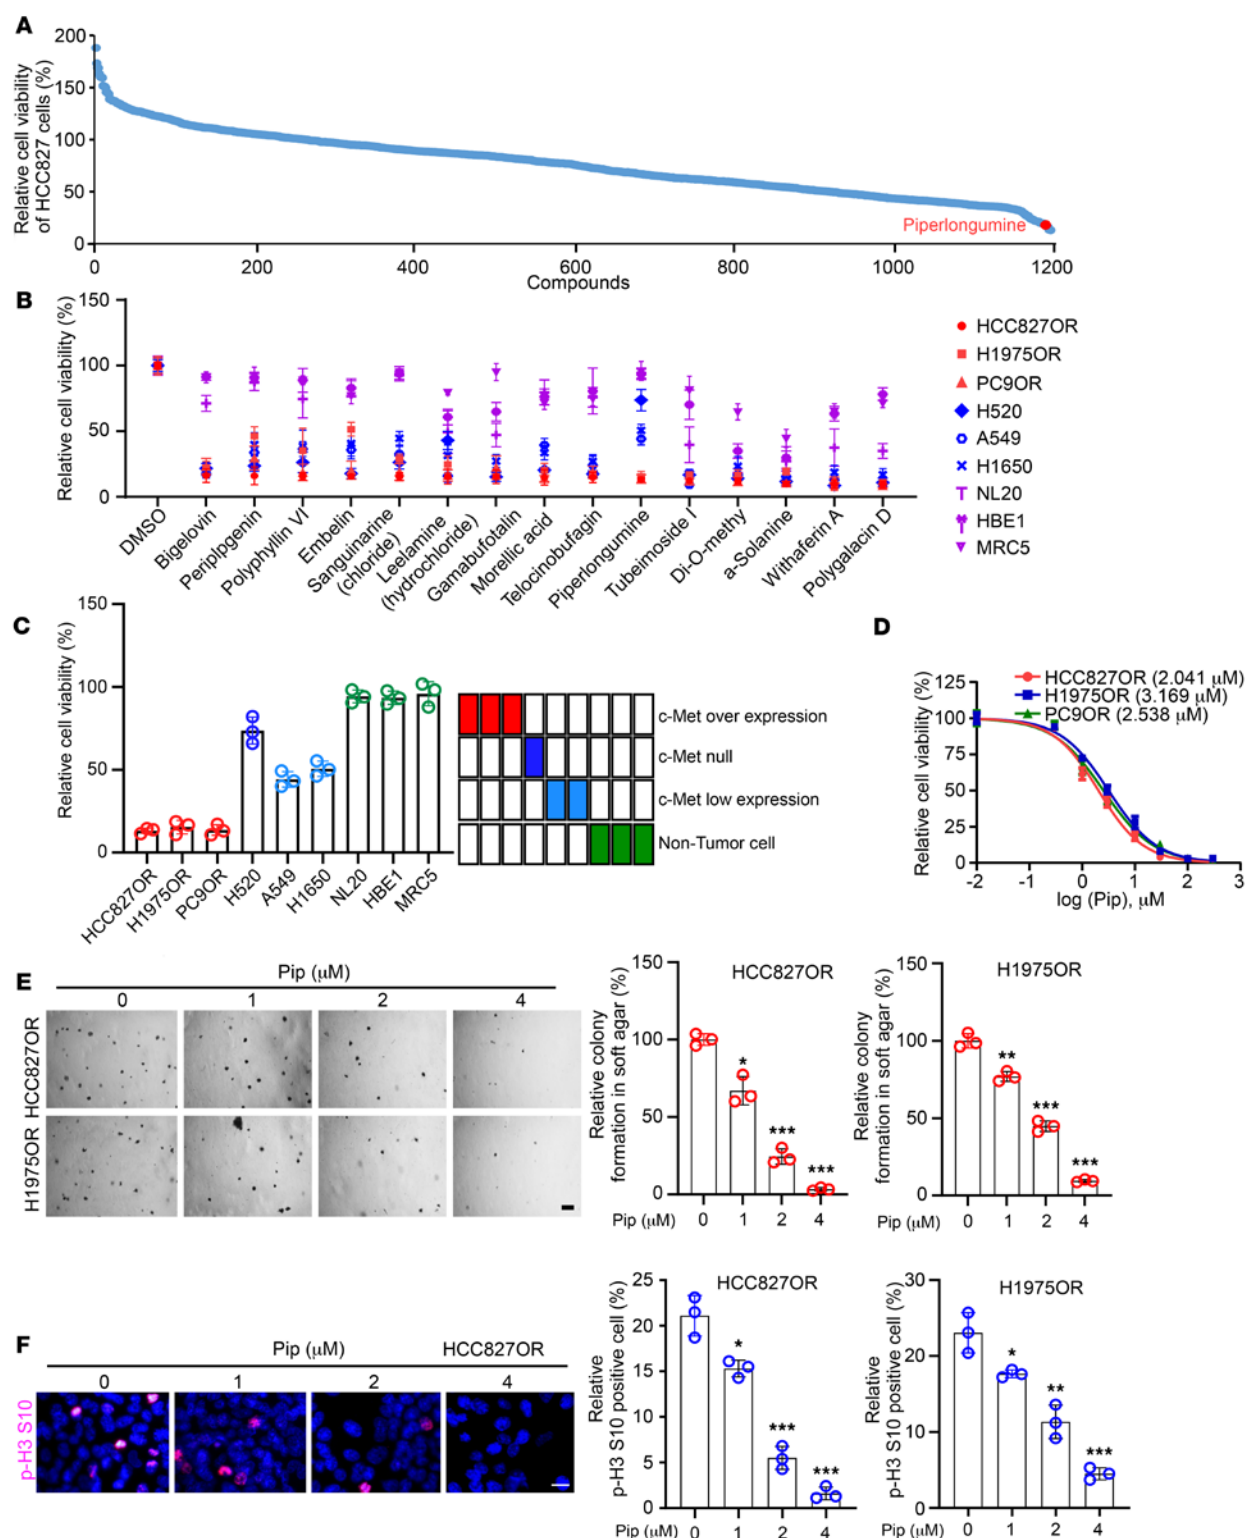 A
Relative cell viability
of HCC827 cells (%)
200
150
100
50
0
Piperlongumine
0
200
400
600
800
1000
1200
Compounds
B
Relative cell viability (%)
150
100
50
0
DMSO
Bigelovin
Periplpgenin
Polyphyllin VI
Embelin
Sanguinarine
(chloride)
Leelamine
(hydrochloride)
Gamabufotalin
Morellic acid
Telocinobufagin
Piperlongumine
Tubeimoside I
Di-O-methy
a-Solanine
Withaferin A
Polygalacin D
HCC827OR
H1975OR
PC9OR
H520
A549
H1650
NL20
HBE1
MRC5
C
Relative cell viability (%)
150
100
50
0
HCC827OR
H1975OR
PC9OR
H520
A549
H1650
NL20
HBE1
MRC5
c-Met over expression
c-Met null
c-Met low expression
Non-Tumor cell
D
HCC827OR (2.041 μM)
H1975OR (3.169 μM)
PC9OR (2.538 μM)
Relative cell viability (%)
125
100
75
50
25
0
-2
-1
0
1
2
3
log (Pip), μM
E
Pip (μM)
0
1
2
4
HCC827OR
H1975OR
HCC827OR
Relative colony
formation in soft agar (%)
150
100
50
0
*
***
***
Pip (μM)
0
1
2
4
H1975OR
Relative colony
formation in soft agar (%)
150
100
50
0
**
***
***
Pip (μM)
0
1
2
4
F
Pip (μM)
HCC827OR
0
1
2
4
p-H3 S10
HCC827OR
Relative
p-H3 S10 positive cell (%)
25
20
15
10
5
0
*
***
***
Pip (μM)
0
1
2
4
H1975OR
Relative
p-H3 S10 positive cell (%)
30
20
10
0
*
**
***
Pip (μM)
0
1
2
4